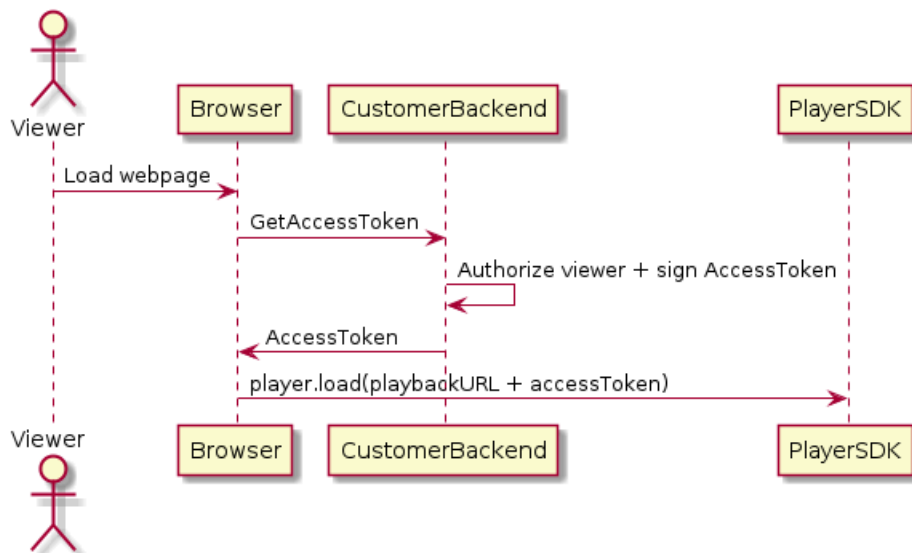 Viewer
Browser
CustomerBackend
PlayerSDK
Load webpage
GetAccessToken
Authorize viewer + sign AccessToken
AccessToken
player.load(playbackURL + accessToken)
Viewer
Browser
CustomerBackend
PlayerSDK